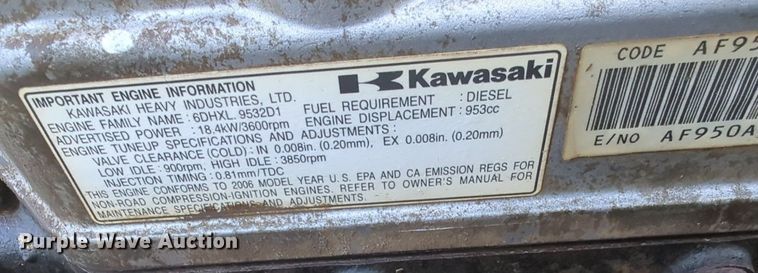 IMPORTANT ENGINE INFORMATION
Kawasaki
KAWASAKI HEAVY INDUSTRIES, LTD. FUEL REQUIREMENT : DIESEL
ENGINE FAMILY NAME : 6DHXL.9532D1 ENGINE DISPLACEMENT : 953cc
ADVERTISED POWER : 18.4kW/3600rpm
ENGINE TUNEUP SPECIFICATIONS AND ADJUSTMENTS
VALVE CLEARANCE (COLD) : IN 0.008in. (0.20mm), EX 0.008in. (0.20mm)
LOW IDLE : 900rpm HIGH IDLE : 3850rpm
INJECTION TIMING : 0.81mm/TDC
THIS ENGINE CONFORMS TO 2006 MODEL YEAR U.S. EPA AND CA EMISSION REGS FOR
NON-ROAD COMPRESSION-IGNITION ENGINES. REFER TO OWNER'S MANUAL FOR
MAINTENANCE SPECIFICATIONS AND ADJUSTMENTS.
CODE AF95
E/NO AF950A
Purple Wave Auction